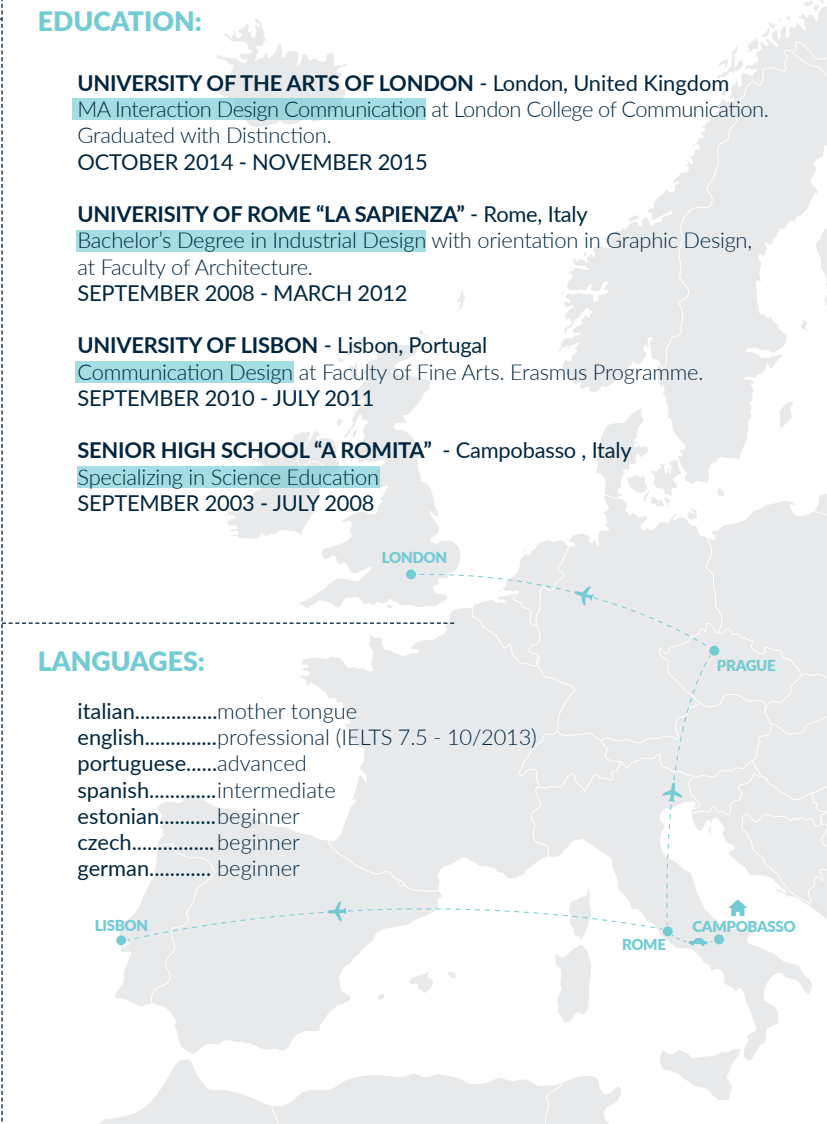 EDUCATION:
UNIVERSITY OF THE ARTS OF LONDON - London, United Kingdom
MA Interaction Design Communication at London College of Communication.
Graduated with Distinction.
OCTOBER 2014 - NOVEMBER 2015
UNIVERISITY OF ROME “LA SAPIENZA” - Rome, Italy
Bachelor’s Degree in Industrial Design with orientation in Graphic Design,
at Faculty of Architecture.
SEPTEMBER 2008 - MARCH 2012
UNIVERSITY OF LISBON - Lisbon, Portugal
Communication Design at Faculty of Fine Arts. Erasmus Programme.
SEPTEMBER 2010 - JULY 2011
SENIOR HIGH SCHOOL “A ROMITA” - Campobasso , Italy
Specializing in Science Education
SEPTEMBER 2003 - JULY 2008
LONDON
PRAGUE
LANGUAGES:
italian................mother tongue
english..............professional (IELTS 7.5 - 10/2013)
portuguese......advanced
spanish.............intermediate
estonian...........beginner
czech................beginner
german............ beginner
LISBON
CAMPOBASSO
ROME